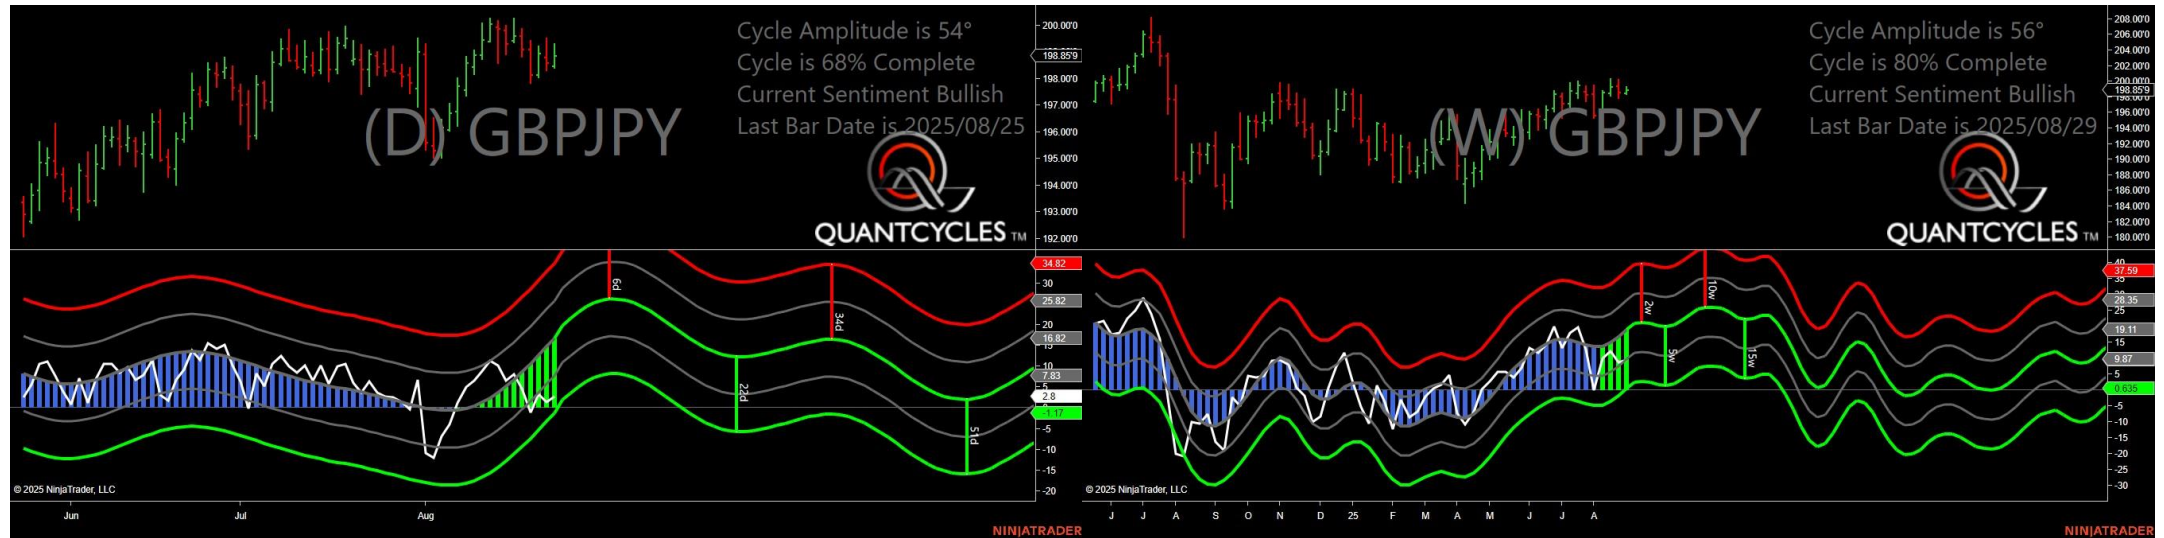 Cycle Amplitude is 54°
Cycle is 68% Complete
Current Sentiment Bullish
Last Bar Date is 2025/08/25
(D) GBPJPY
QUANTCYCLES TM
200.00'0
198.85'9
198.00'0
197.00'0
196.00'0
195.00'0
194.00'0
193.00'0
192.00'0
34.82
30
25.82
20
16.82
15
10
7.83
5
2.8
-1.17
-5
-10
-15
-20
6d
22d
34d
51d
© 2025 NinjaTrader, LLC
Jun Jul Aug
NINJATRADER
Cycle Amplitude is 56°
Cycle is 80% Complete
Current Sentiment Bullish
Last Bar Date is 2025/08/29
(W) GBPJPY
QUANTCYCLES TM
208.00'0
206.00'0
204.00'0
202.00'0
200.00'0
198.85'9
198.00'0
196.00'0
194.00'0
192.00'0
190.00'0
188.00'0
186.00'0
184.00'0
182.00'0
180.00'0
40
37.59
35
28.35
25
19.11
15
9.87
5
0.635
-5
-10
-15
-20
-25
-30
2w
5w
10w
15w
© 2025 NinjaTrader, LLC
J J A S O N D 25 F M A M J J A
NINJATRADER